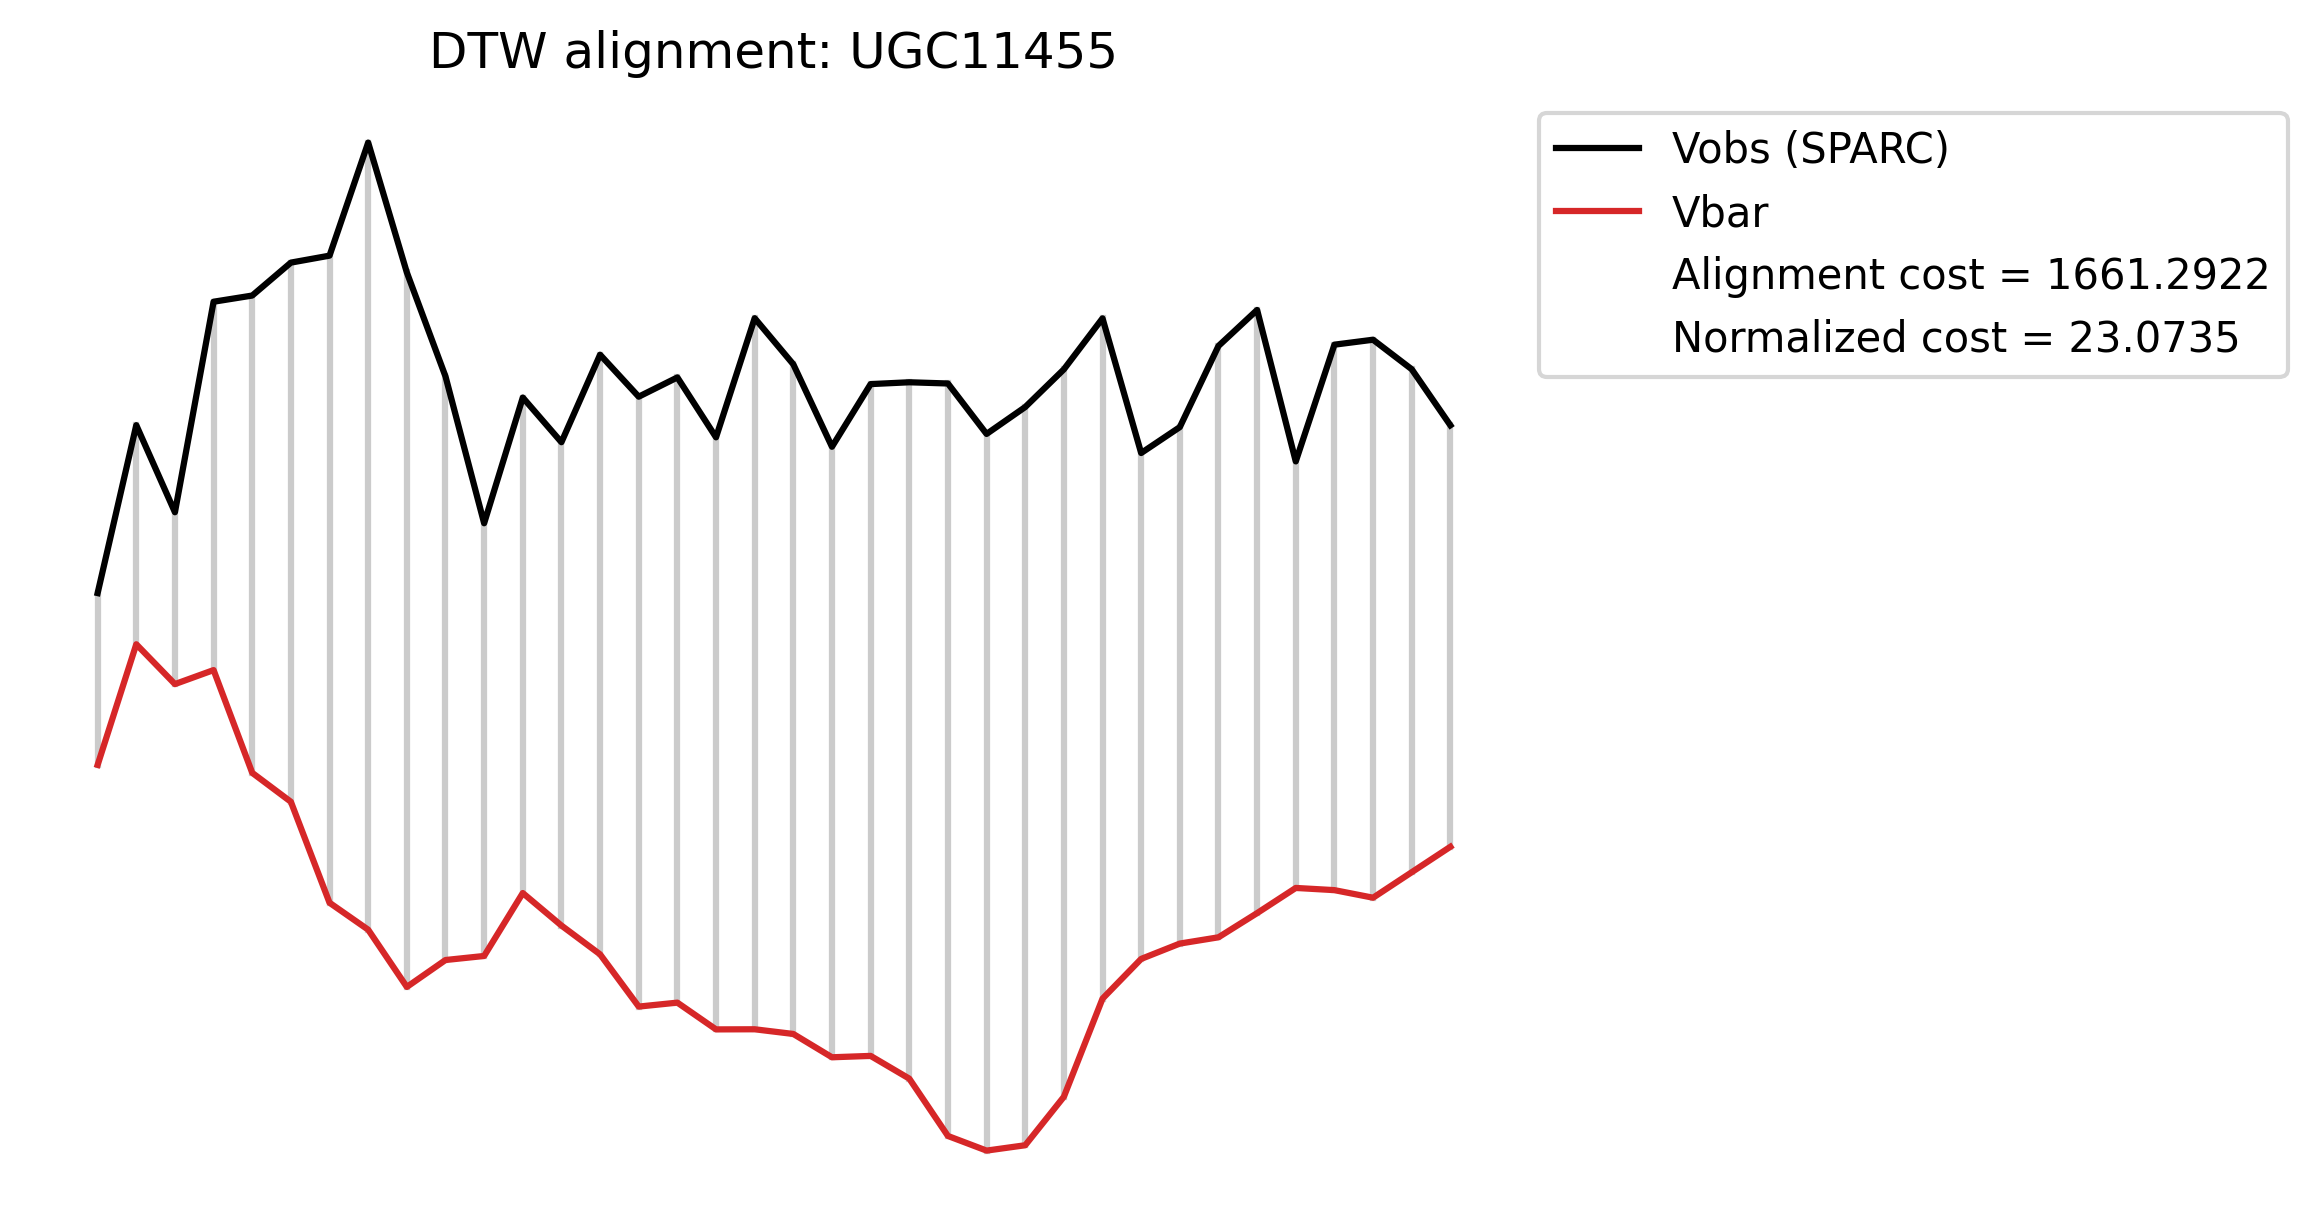 DTW alignment: UGC11455
Vobs (SPARC)
Vbar
Alignment cost = 1661.2922
Normalized cost = 23.0735